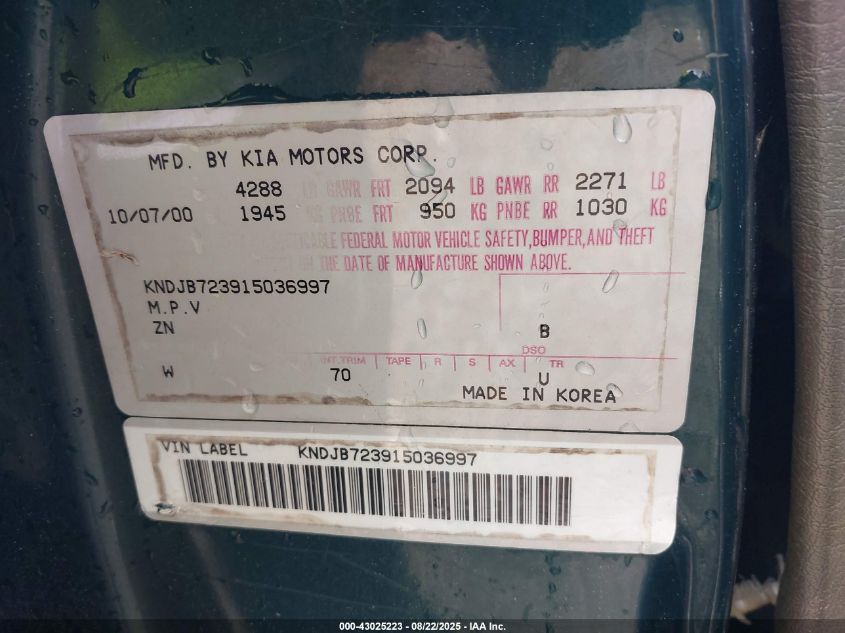 MFD. BY KIA MOTORS CORP.
4288 LB GAWR FRT 2094 LB GAWR RR 2271 LB
10/07/00 1945 KG PNBE FRT 950 KG PNBE RR 1030 KG
FEDERAL MOTOR VEHICLE SAFETY, BUMPER, AND THEFT
THE DATE OF MANUFACTURE SHOWN ABOVE.
KNDJB723915036997
M.P.V
ZN B
DSO
INT TRIM TAPE R S AX TR
W 70 U
MADE IN KOREA
VIN LABEL KNDJB723915036997
000-43025223 - 08/22/2025 - IAA Inc.